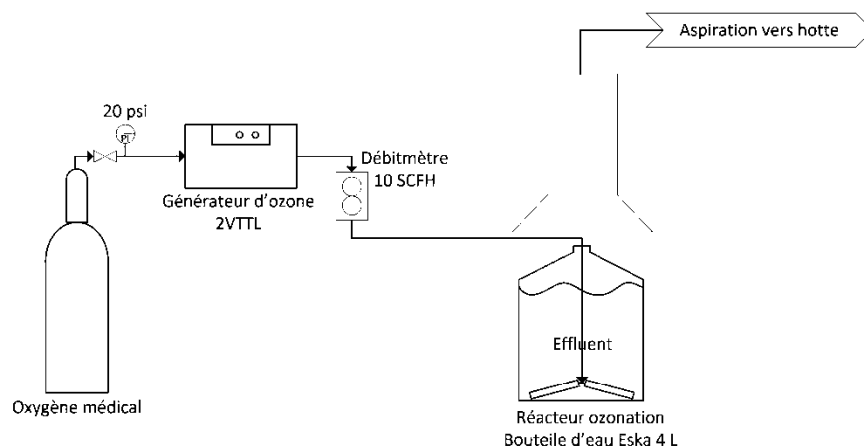 Aspiration vers hotte
20 psi
PI
Débitmètre
10 SCFH
Générateur d'ozone
2VTTL
Effluent
Oxygène médical
Réacteur ozonation
Bouteile d'eau Eska 4 L